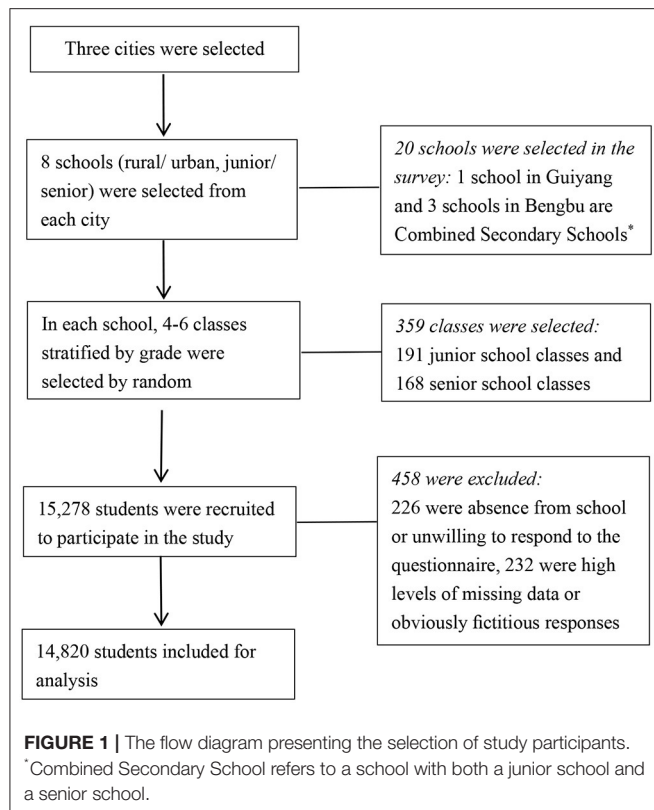 Three cities were selected
8 schools (rural/ urban, junior/
senior) were selected from
each city
20 schools were selected in the
survey: 1 school in Guiyang
and 3 schools in Bengbu are
Combined Secondary Schools*
In each school, 4-6 classes
stratified by grade were
selected by random
359 classes were selected:
191 junior school classes and
168 senior school classes
15,278 students were recruited
to participate in the study
458 were excluded:
226 were absence from school
or unwilling to respond to the
questionnaire, 232 were high
levels of missing data or
obviously fictitious responses
14,820 students included for
analysis
FIGURE 1 | The flow diagram presenting the selection of study participants.
*Combined Secondary School refers to a school with both a junior school and
a senior school.